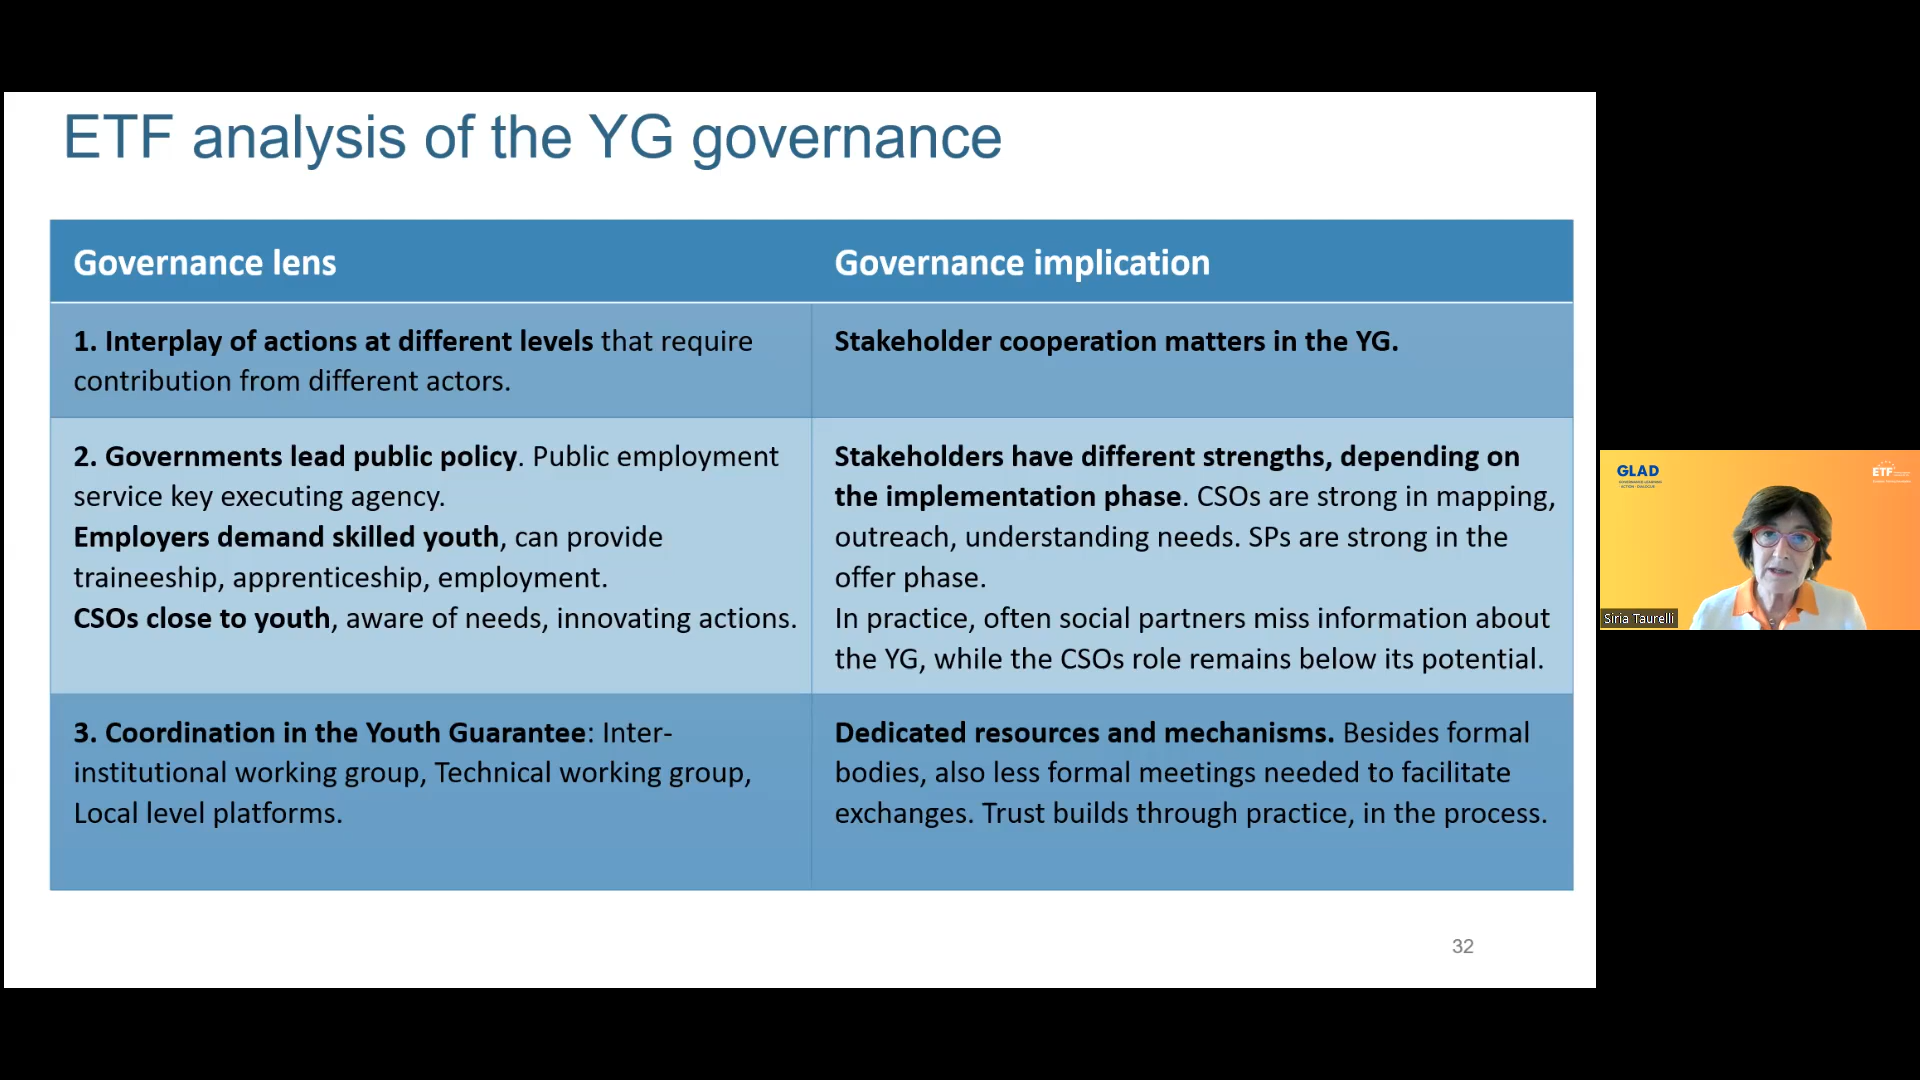 ETF analysis of the YG governance
Governance lens
Governance implication
1. Interplay of actions at different levels that require
contribution from different actors.
Stakeholder cooperation matters in the YG.
2. Governments lead public policy. Public employment
service key executing agency.
Employers demand skilled youth, can provide
traineeship, apprenticeship, employment.
CSOs close to youth, aware of needs, innovating actions.
Stakeholders have different strengths, depending on
the implementation phase. CSOs are strong in mapping,
outreach, understanding needs. SPs are strong in the
offer phase.
In practice, often social partners miss information about
the YG, while the CSOs role remains below its potential.
3. Coordination in the Youth Guarantee: Inter-
institutional working group, Technical working group,
Local level platforms.
Dedicated resources and mechanisms. Besides formal
bodies, also less formal meetings needed to facilitate
exchanges. Trust builds through practice, in the process.
32
GLAD
ETF
Siria Taurelli